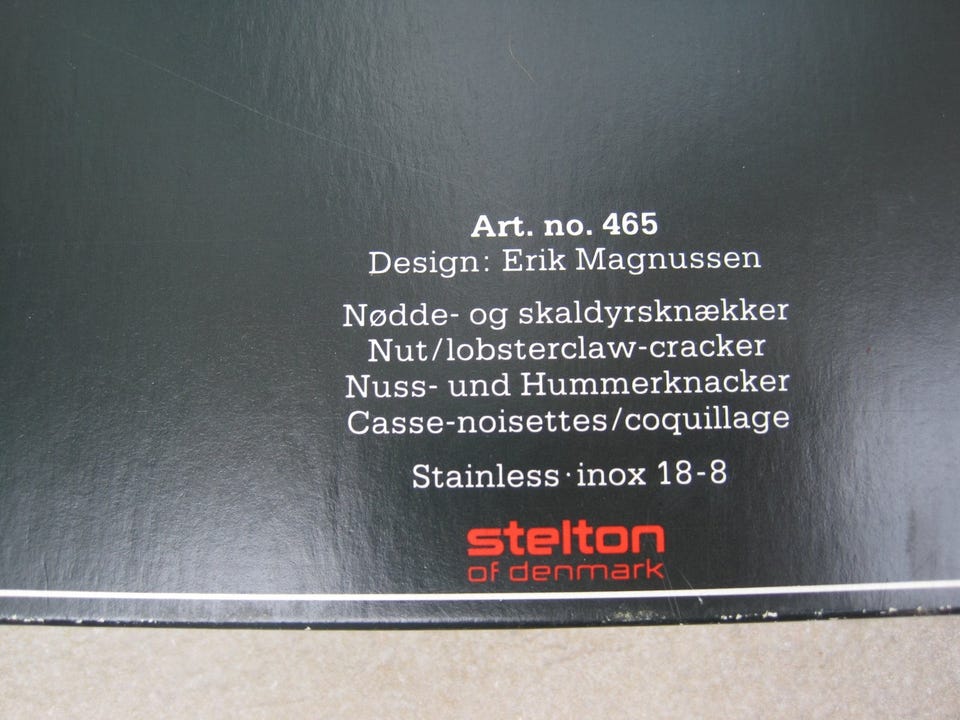 Art. no. 465
Design: Erik Magnussen
Nødde- og skaldyrsknækker
Nut/lobsterclaw-cracker
Nuss- und Hummerknacker
Casse-noisettes/coquillage
Stainless·inox 18-8
stelton
of denmark